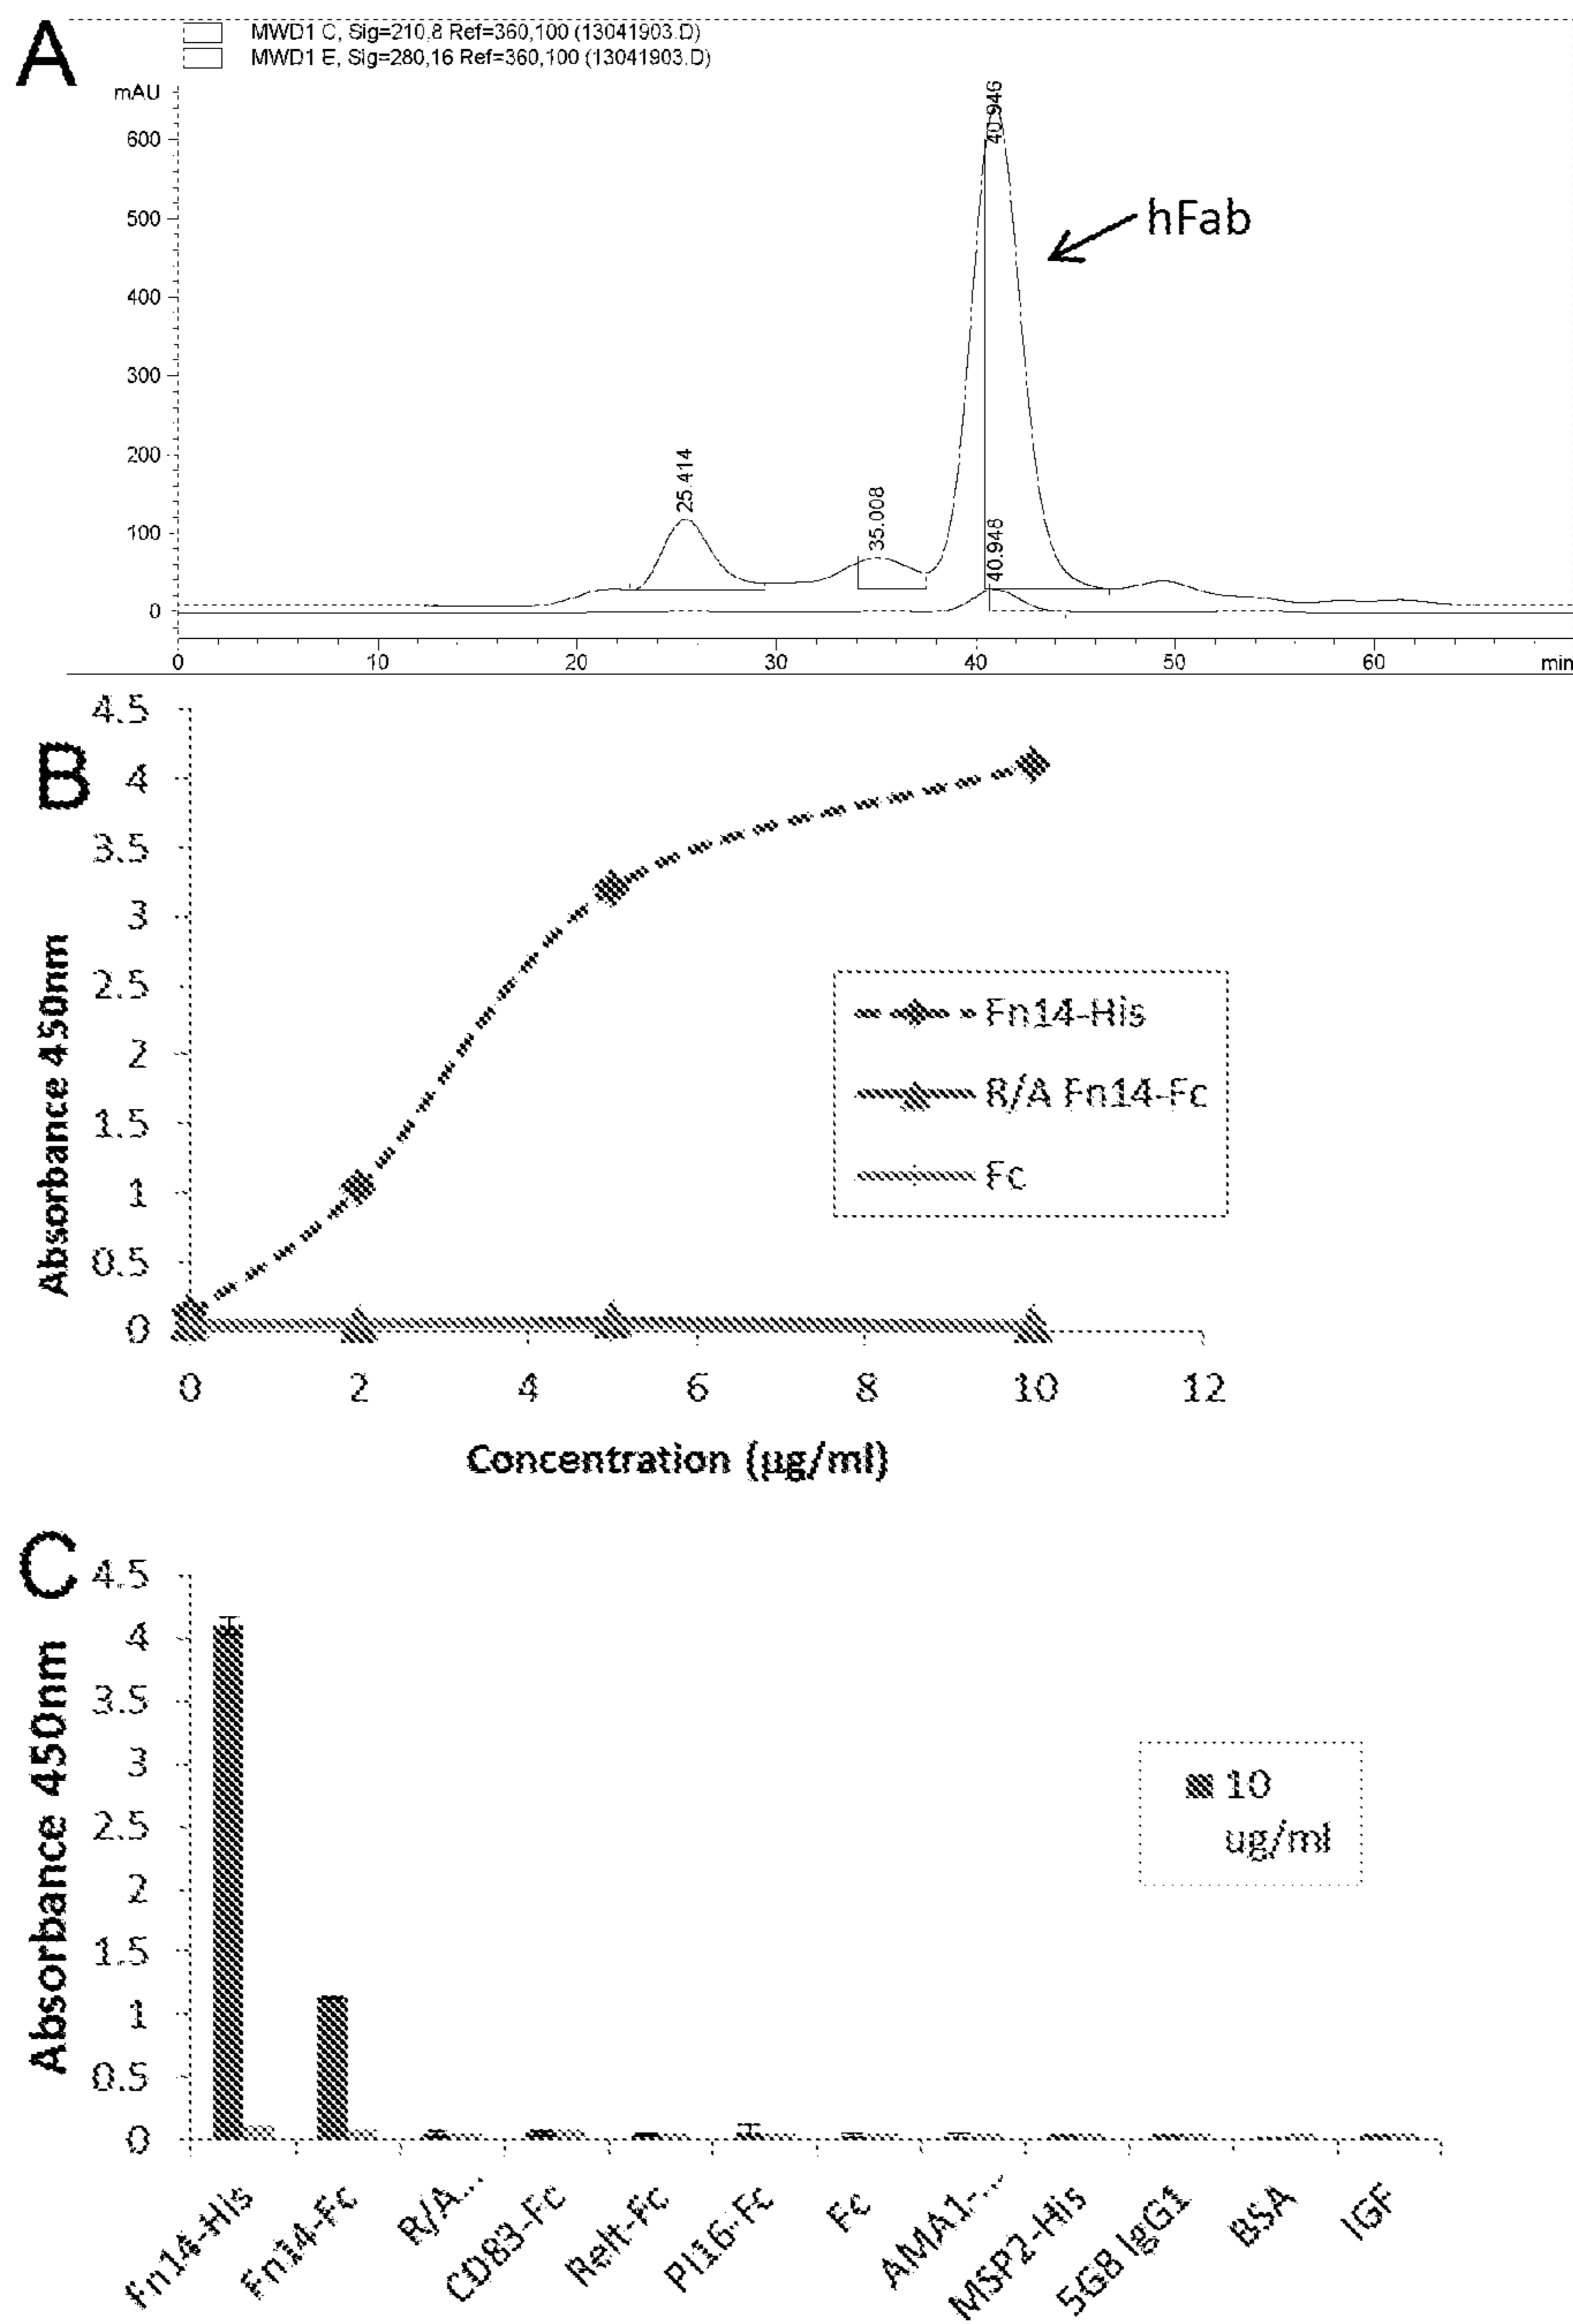 A
MWD1 C, Sig=210,8 Ref=360,100 (13041903.D)
MWD1 E, Sig=280,16 Ref=360,100 (13041903.D)
mAU
600
500
400
300
200
100
0
25.414
35.008
40.946
40.948
hFab
0 10 20 30 40 50 60 min
B
Absorbance 450nm
4.5
4
3.5
3
2.5
2
1.5
1
0.5
0
Fn14-His
R/A Fn14-Fc
Fc
0 2 4 6 8 10 12
Concentration (µg/ml)
C
Absorbance 450nm
4.5
4
3.5
3
2.5
2
1.5
1
0.5
0
10
ug/ml
Fn14-His
Fn14-Fc
R/A...
CD83-Fc
Relt-Fc
PI16-Fc
Fc
AMA1-...
MSP2-His
5G8 IgG1
BSA
IGF